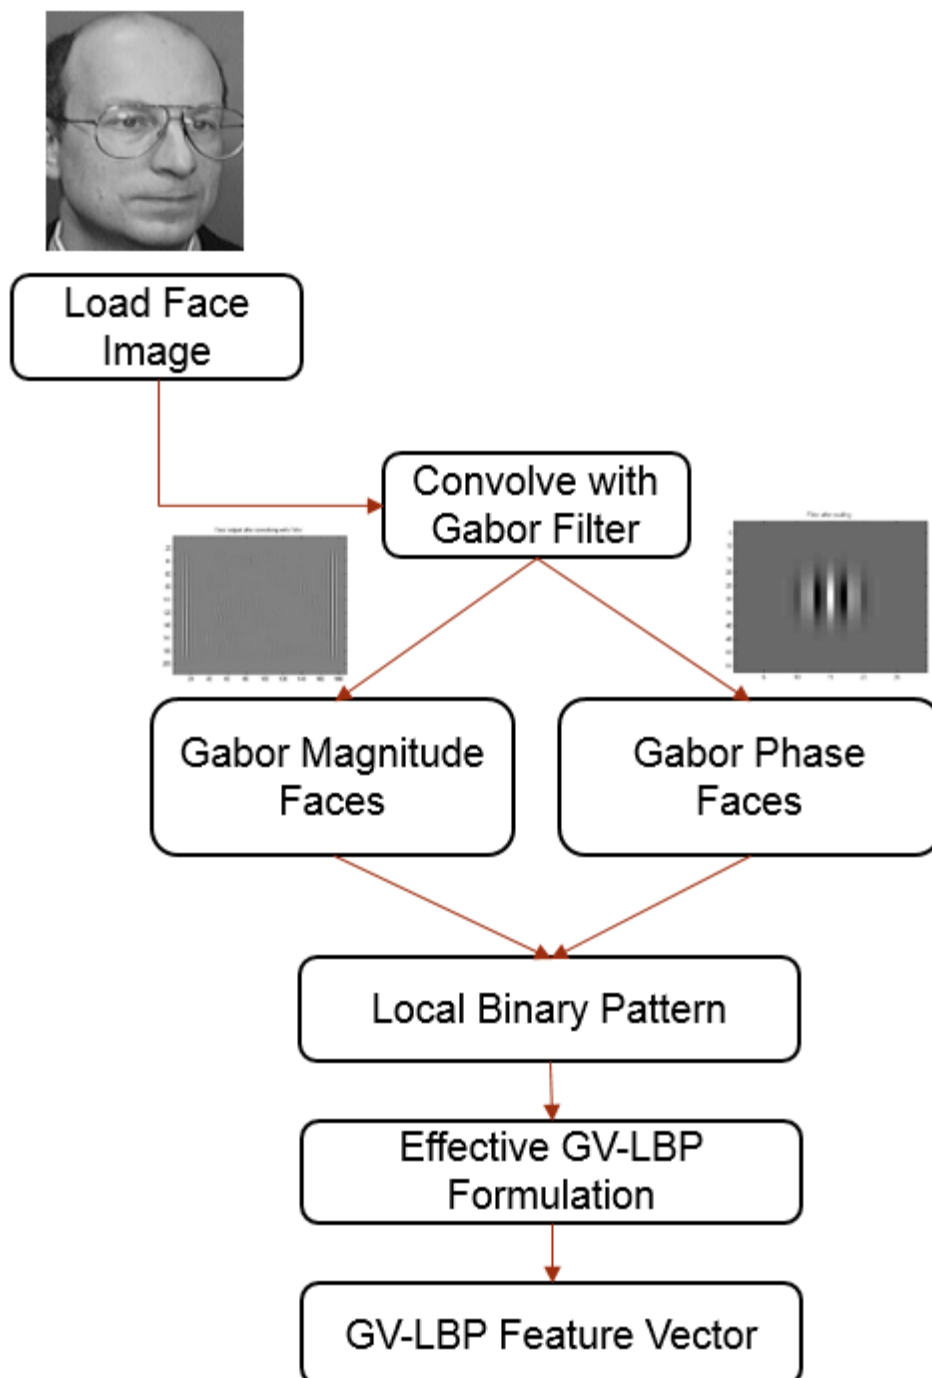 Load Face
Image
Convolve with
Gabor Filter
Gabor Magnitude
Faces
Gabor Phase
Faces
Local Binary Pattern
Effective GV-LBP
Formulation
GV-LBP Feature Vector